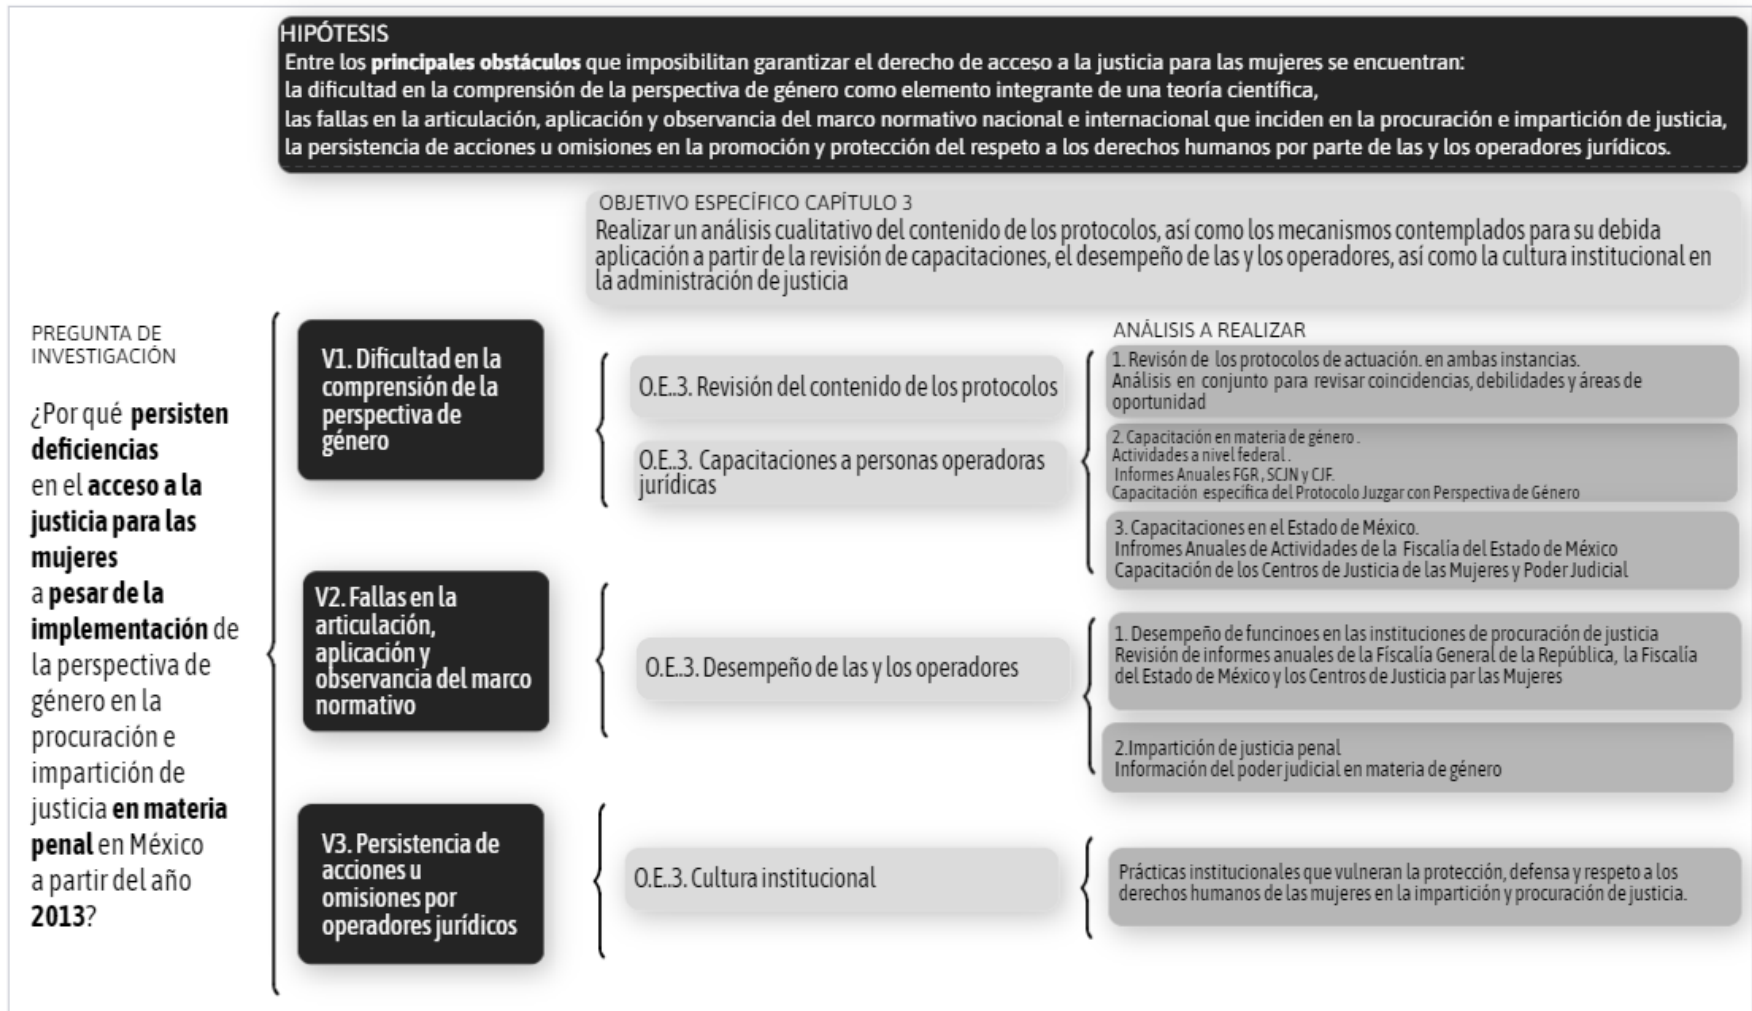 HIPÓTESIS
Entre los principales obstáculos que imposibilitan garantizar el derecho de acceso a la justicia para las mujeres se encuentran:
la dificultad en la comprensión de la perspectiva de género como elemento integrante de una teoría científica,
las fallas en la articulación, aplicación y observancia del marco normativo nacional e internacional que inciden en la procuración e impartición de justicia,
la persistencia de acciones u omisiones en la promoción y protección del respeto a los derechos humanos por parte de las y los operadores jurídicos.
OBJETIVO ESPECÍFICO CAPÍTULO 3
Realizar un análisis cualitativo del contenido de los protocolos, así como los mecanismos contemplados para su debida
aplicación a partir de la revisión de capacitaciones, el desempeño de las y los operadores, así como la cultura institucional en
la administración de justicia
PREGUNTA DE
INVESTIGACIÓN
¿Por qué persisten
deficiencias
en el acceso a la
justicia para las
mujeres
a pesar de la
implementación de
la perspectiva de
género en la
procuración e
impartición de
justicia en materia
penal en México
a partir del año
2013?
V1. Dificultad en la
comprensión de la
perspectiva de
género
O.E..3. Revisión del contenido de los protocolos
O.E..3. Capacitaciones a personas operadoras
jurídicas
ANÁLISIS A REALIZAR
1. Revisón de los protocolos de actuación. en ambas instancias.
Análisis en conjunto para revisar coincidencias, debilidades y áreas de
oportunidad
2. Capacitación en materia de género .
Actividades a nivel federal .
Informes Anuales FGR , SCJN y CJF.
Capacitación específica del Protocolo Juzgar con Perspectiva de Género
3. Capacitaciones en el Estado de México.
Infromes Anuales de Actividades de la Fiscalía del Estado de México
Capacitación de los Centros de Justicia de las Mujeres y Poder Judicial
V2. Fallas en la
articulación,
aplicación y
observancia del marco
normativo
O.E..3. Desempeño de las y los operadores
1. Desempeño de funcinoes en las instituciones de procuración de justicia
Revisión de informes anuales de la Físcalía General de la República, la Fiscalía
del Estado de México y los Centros de Justicia par las Mujeres
2.Impartición de justicia penal
Información del poder judicial en materia de género
V3. Persistencia de
acciones u
omisiones por
operadores jurídicos
O.E..3. Cultura institucional
Prácticas institucionales que vulneran la protección, defensa y respeto a los
derechos humanos de las mujeres en la impartición y procuración de justicia.